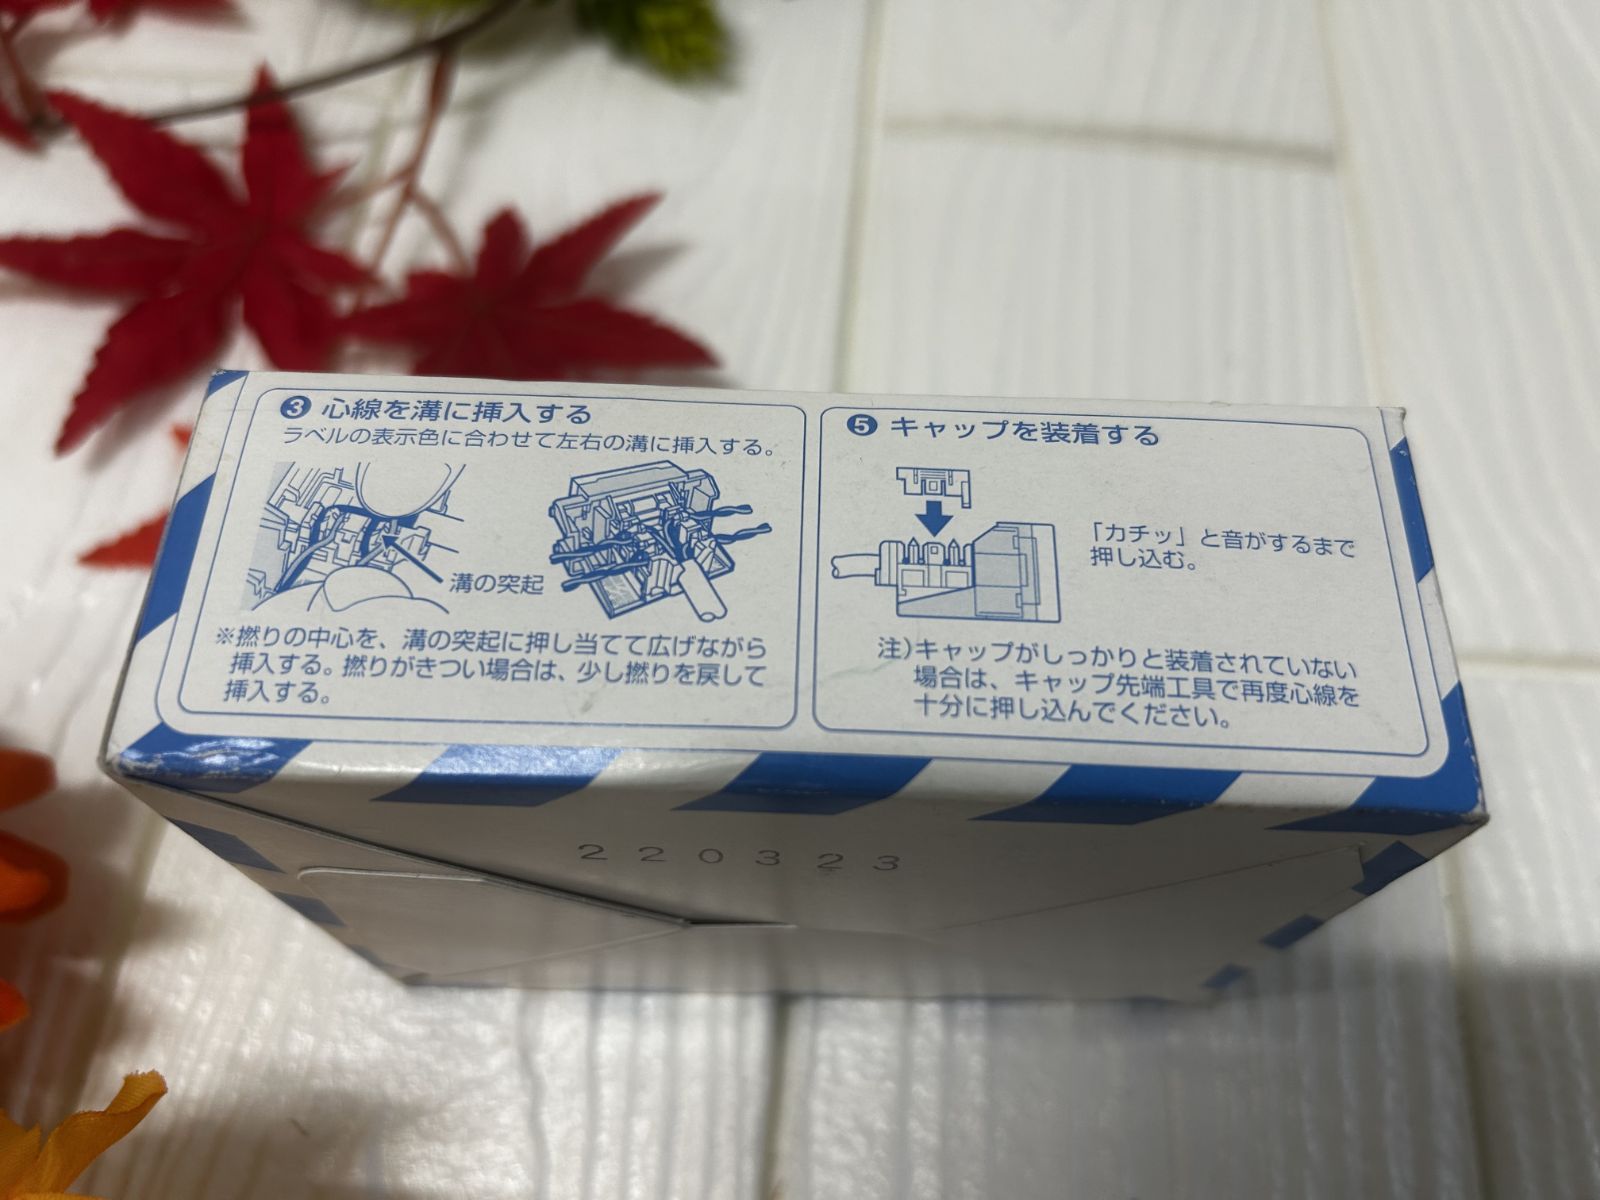 ❸ 心線を溝に挿入する
ラベルの表示色に合わせて左右の溝に挿入する。
溝の突起
※撚りの中心を、溝の突起に押し当てて広げながら
挿入する。撚りがきつい場合は、少し撚りを戻して
挿入する。
❺ キャップを装着する
「カチッ」と音がするまで
押し込む。
注)キャップがしっかりと装着されていない
場合は、キャップ先端工具で再度心線を
十分に押し込んでください。
220323